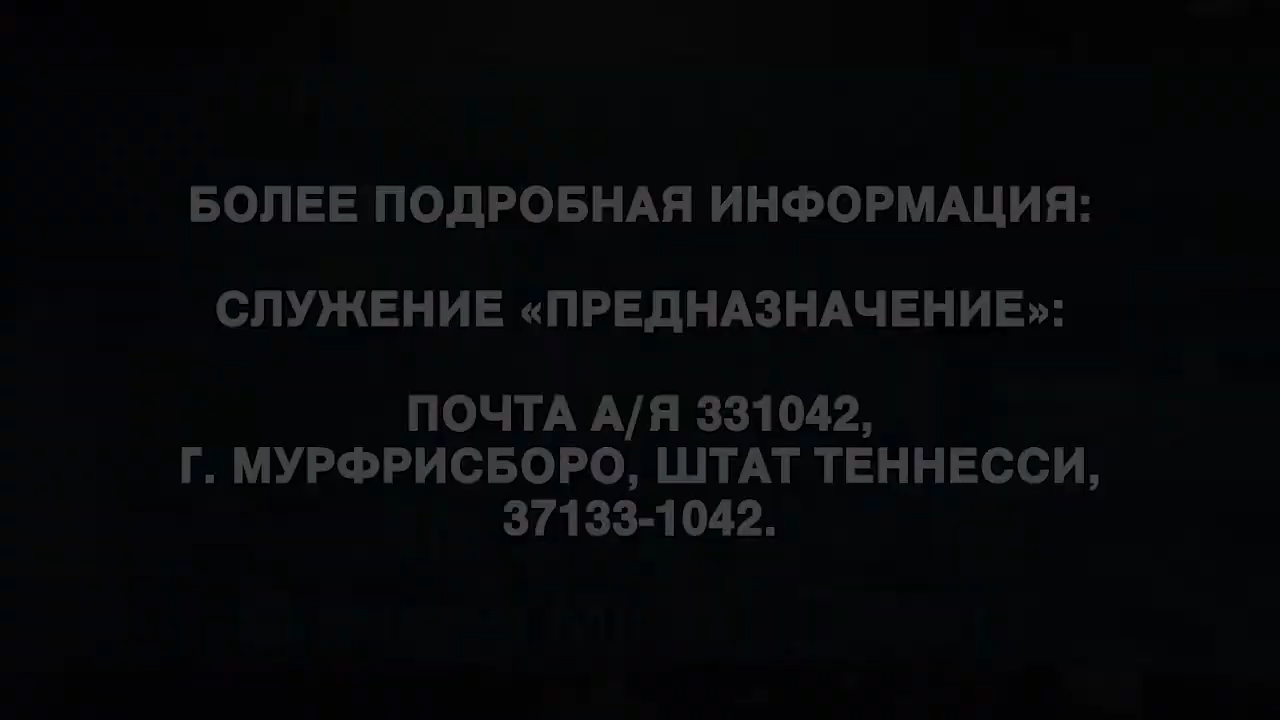 БОЛЕЕ ПОДРОБНАЯ ИНФОРМАЦИЯ:
СЛУЖЕНИЕ «ПРЕДНАЗНАЧЕНИЕ»:
ПОЧТА А/Я 331042,
Г. МУРФРИСБОРО, ШТАТ ТЕННЕССИ,
37133-1042.